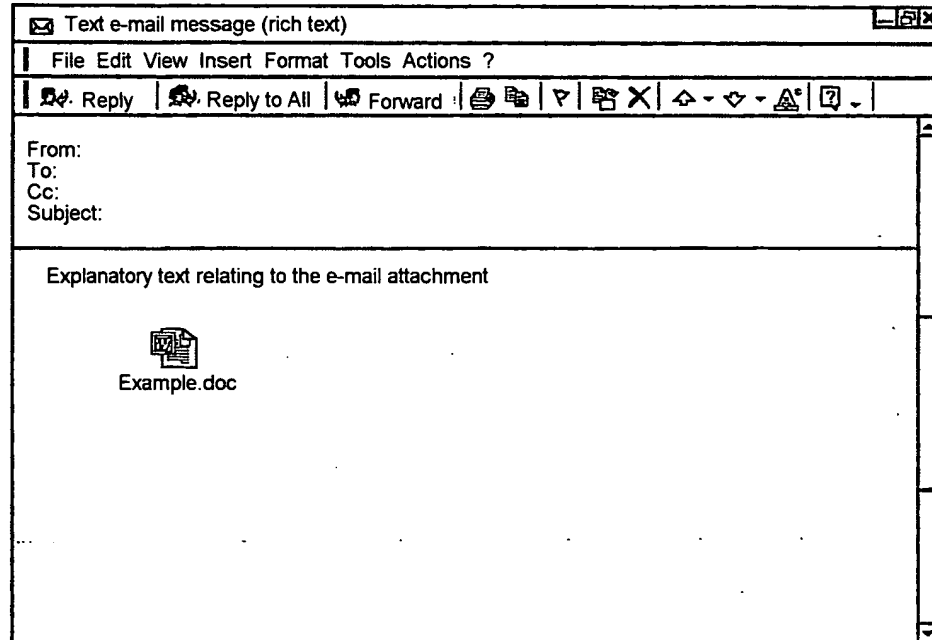 Text e-mail message (rich text)
File Edit View Insert Format Tools Actions ?
Reply Reply to All Forward
From:
To:
Cc:
Subject:
Explanatory text relating to the e-mail attachment
Example.doc